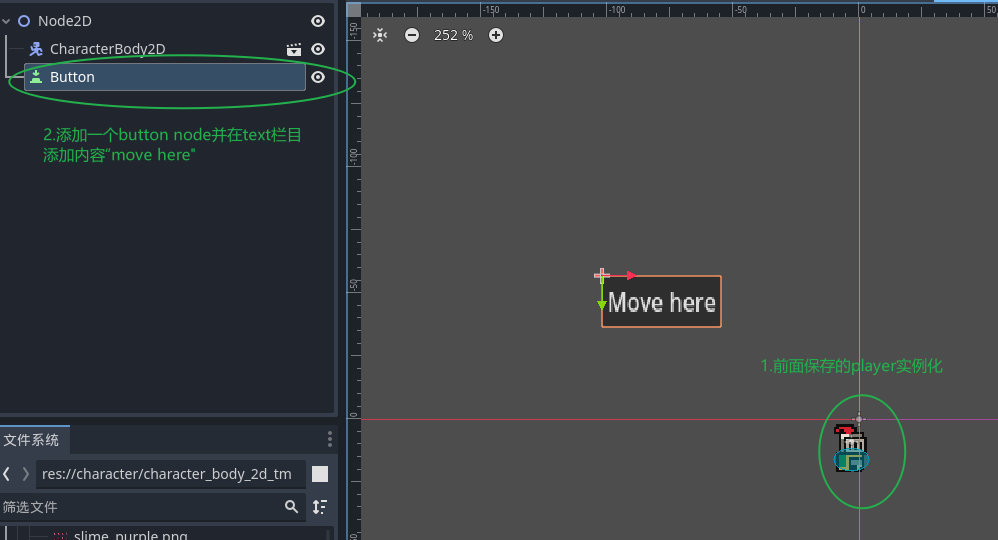 Node2D
CharacterBody2D
Button
2.添加一个button node并在text栏目
添加内容“move here"
文件系统
res://character/character_body_2d_tm
筛选文件
slime_purple.png
-150
-100
-50
0
50
252 %
-150
-100
-50
0
Move here
1.前面保存的player实例化